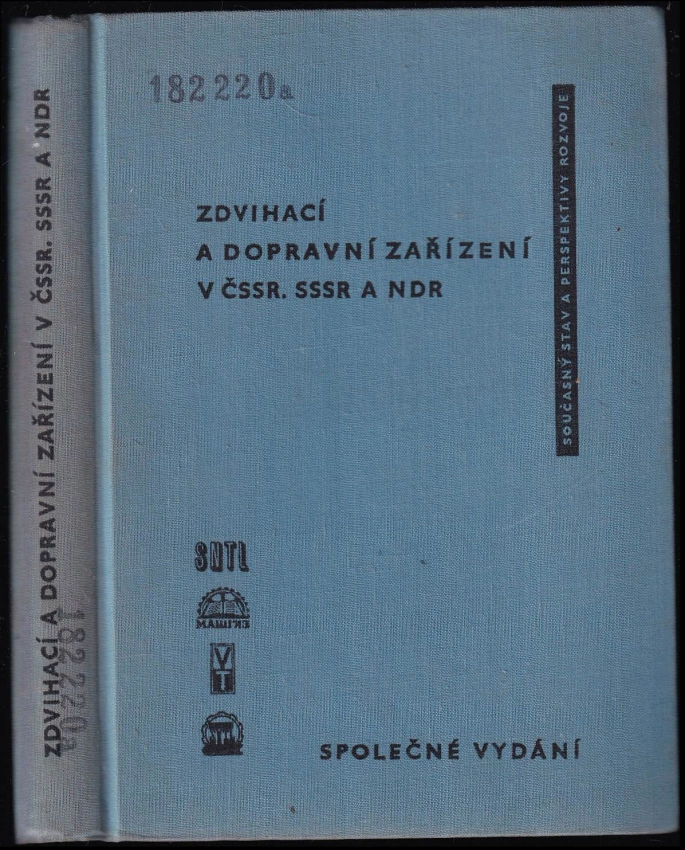 182220a
ZDVIHACÍ
A DOPRAVNÍ ZAŘÍZENÍ
V ČSSR. SSSR A NDR
SOUČASNÝ STAV A PERSPEKTIVY ROZVOJE
SNTL
VT
SPOLEČNÉ VYDÁNÍ
ZDVIHACÍ A DOPRAVNÍ ZAŘÍZENÍ V ČSSR. SSSR A NDR
182220a